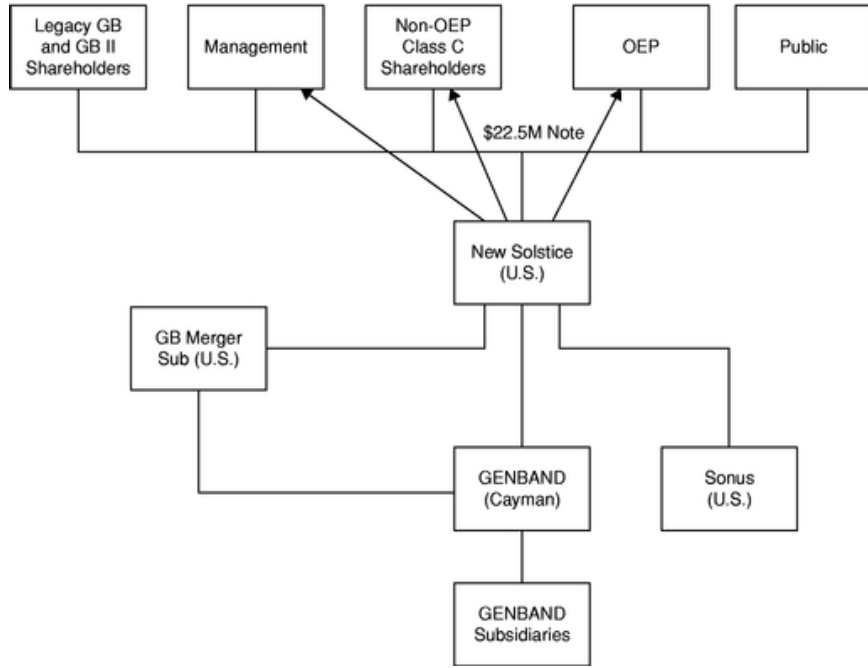 Legacy GB
and GB II
Shareholders
Management
Non-OEP
Class C
Shareholders
OEP
Public
$22.5M Note
New Solstice
(U.S.)
GB Merger
Sub (U.S.)
GENBAND
(Cayman)
Sonus
(U.S.)
GENBAND
Subsidiaries